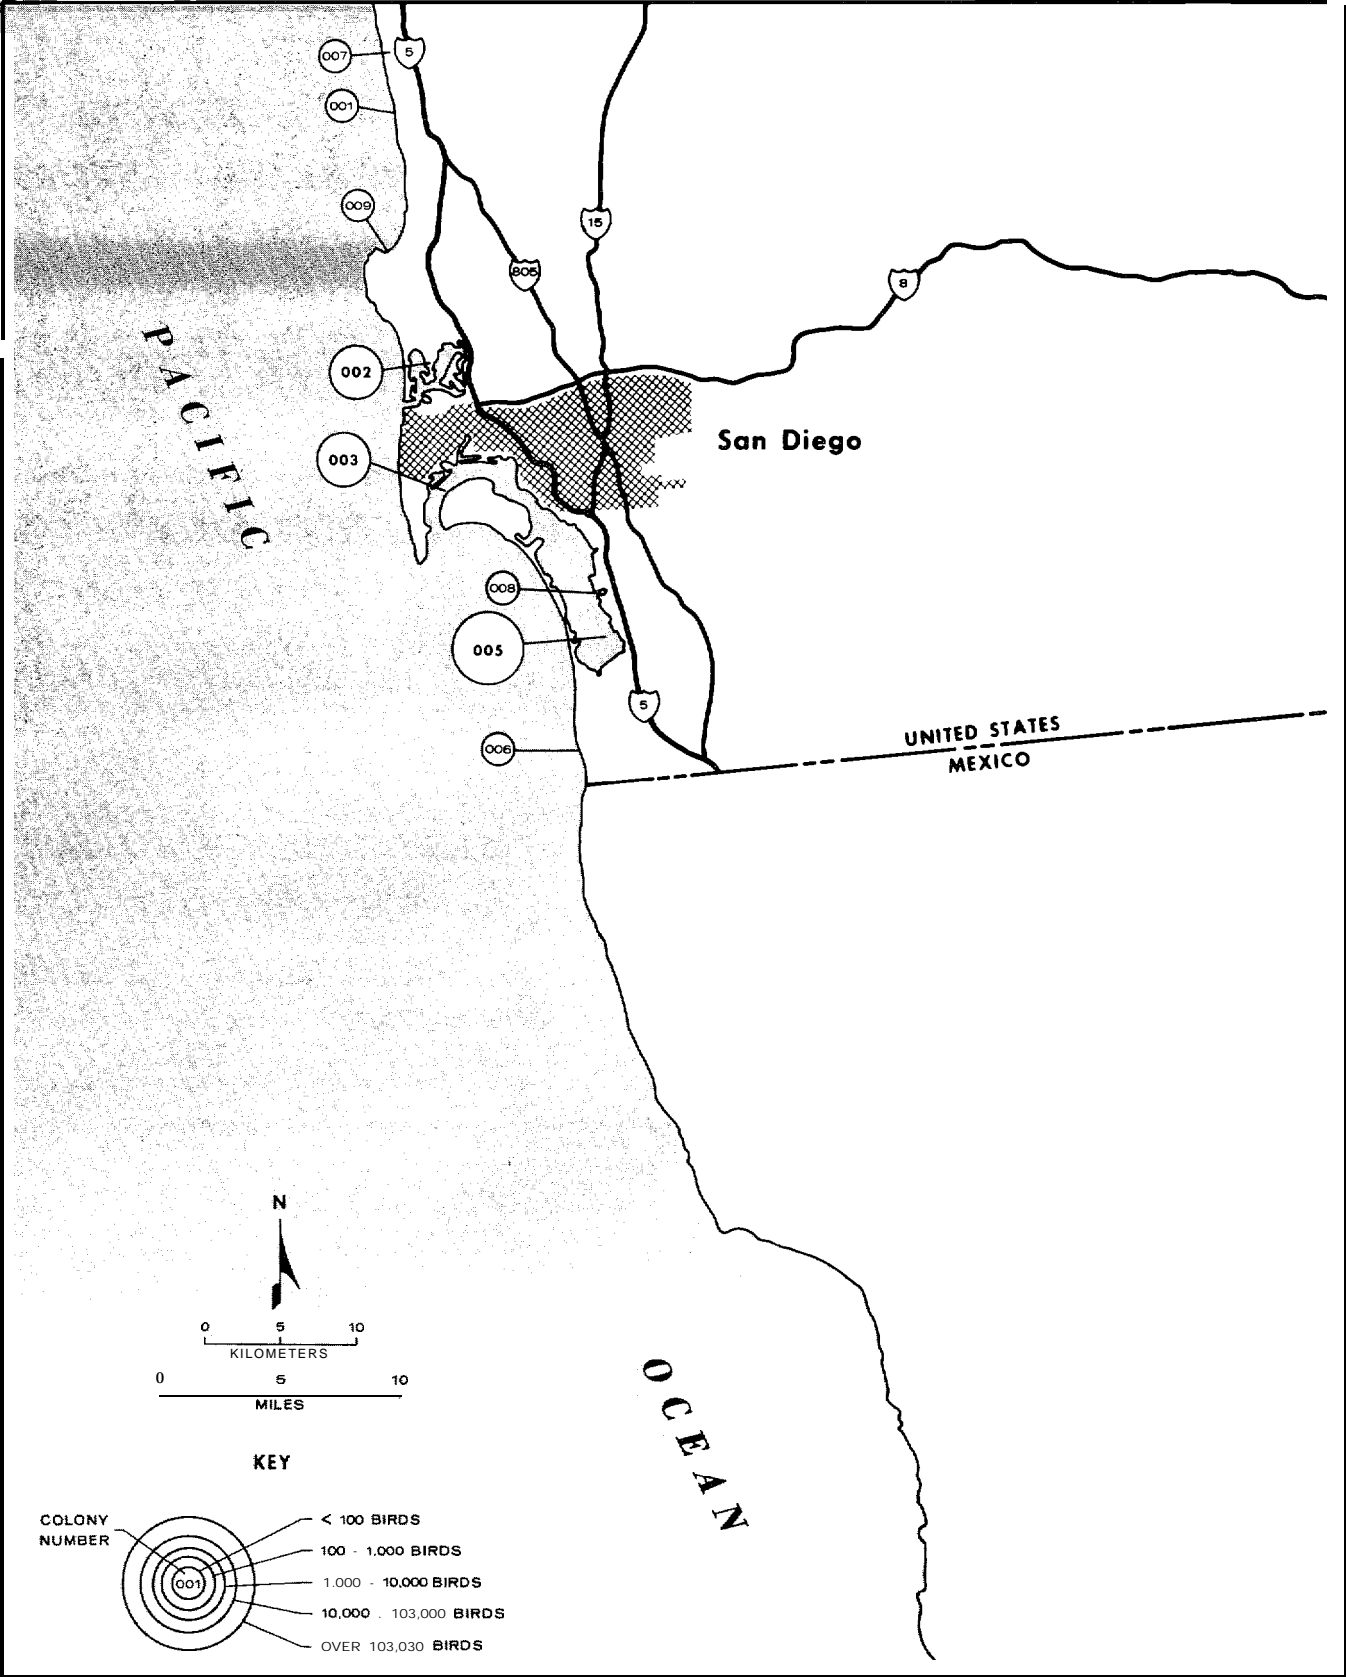 007
5
001
009
15
805
8
PACIFIC
002
San Diego
003
008
005
5
006
UNITED STATES
MEXICO
N
0 5 10
KILOMETERS
0 5 10
MILES
OCEAN
KEY
COLONY
NUMBER
001
< 100 BIRDS
100 - 1,000 BIRDS
1.000 - 10,000 BIRDS
10,000 . 103,000 BIRDS
OVER 103,030 BIRDS